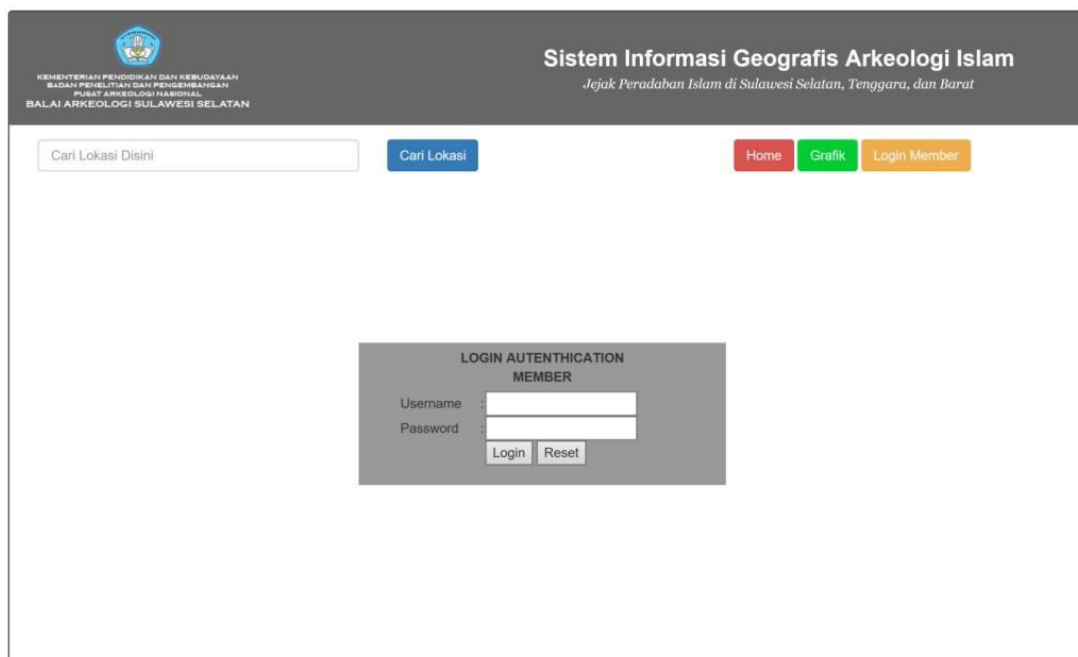 KEMENTERIAN PENDIDIKAN DAN KEBUDAYAAN
BADAN PENELITIAN DAN PENGEMBANGAN
PUSAT ARKEOLOGI NASIONAL
BALAI ARKEOLOGI SULAWESI SELATAN
Sistem Informasi Geografis Arkeologi Islam
Jejak Peradaban Islam di Sulawesi Selatan, Tenggara, dan Barat
Cari Lokasi Disini
Cari Lokasi
Home
Grafik
Login Member
LOGIN AUTENTHICATION
MEMBER
Username :
Password :
Login
Reset